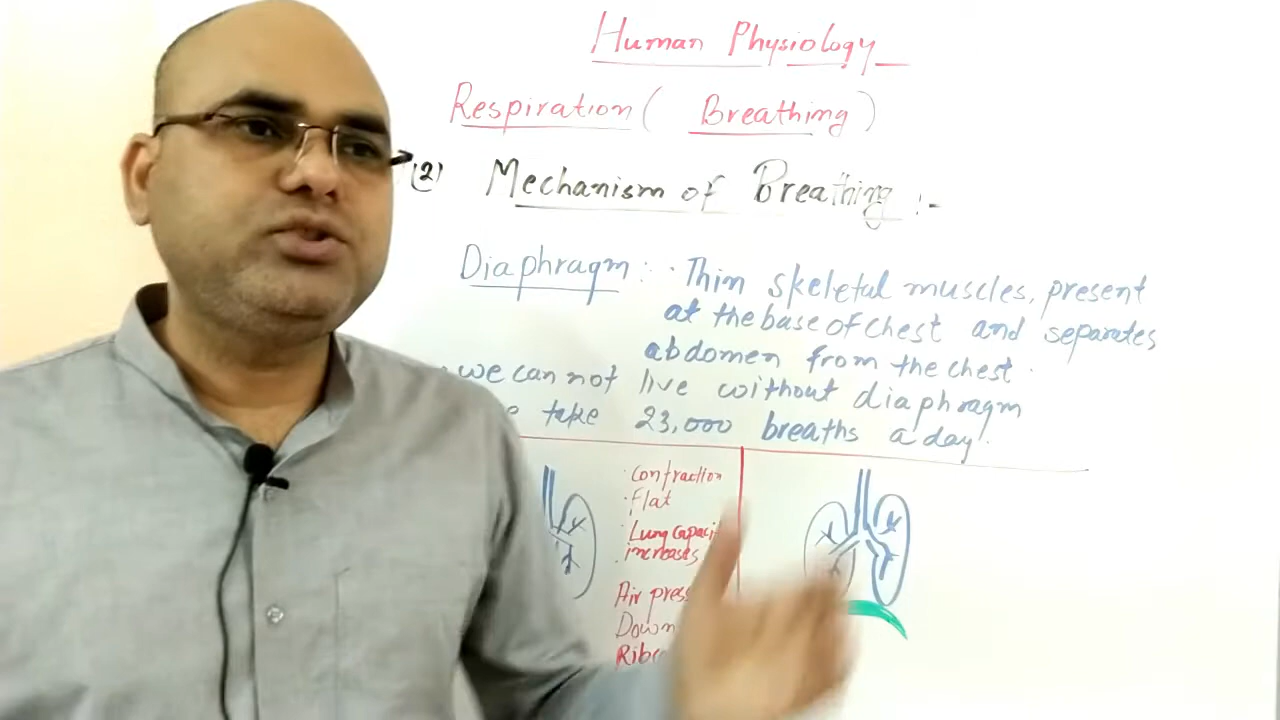 Human Physiology
Respiration ( Breathing )
(2) Mechanism of Breathing :-
Diaphragm : · Thin skeletal muscles, present
at the base of chest and separates
abdomen from the chest .
we can not live without diaphragm
take 23,000 breaths a day .
· Contraction
· Flat
· Lung
· increases
Air